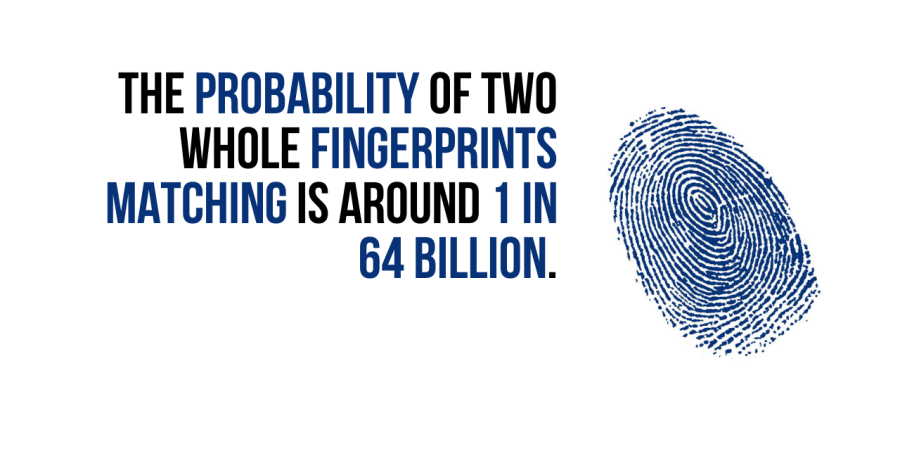 THE PROBABILITY OF TWO
WHOLE FINGERPRINTS
MATCHING IS AROUND 1 IN
64 BILLION.